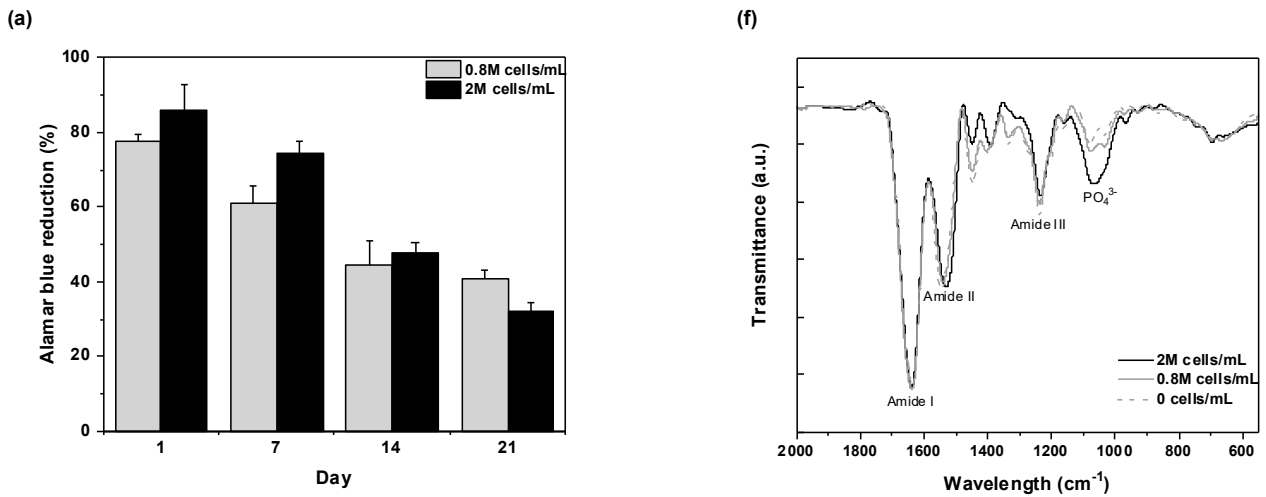 (a)
100
80
60
40
20
0
Alamar blue reduction (%)
0.8M cells/mL
2M cells/mL
1 7 14 21
Day
(f)
Transmittance (a.u.)
Amide I
Amide II
Amide III
PO₄³⁻
2M cells/mL
0.8M cells/mL
0 cells/mL
2000 1800 1600 1400 1200 1000 800 600
Wavelength (cm⁻¹)